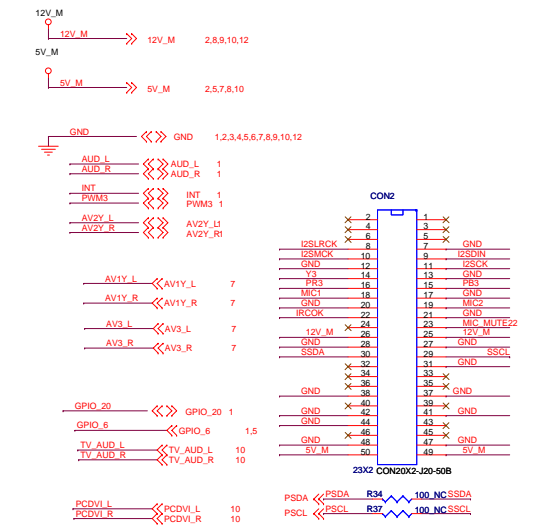 12V_M
12V_M 12V_M 2,8,9,10,12
5V_M
5V_M 5V_M 2,5,7,8,10
GND GND 1,2,3,4,5,6,7,8,9,10,12
AUD_L AUD_L 1
AUD_R AUD_R 1
INT INT 1
PWM3 PWM3 1
AV2Y_L AV2Y_L1
AV2Y_R AV2Y_R1
AV1Y_L AV1Y_L 7
AV1Y_R AV1Y_R 7
AV3_L AV3_L 7
AV3_R AV3_R 7
GPIO_20 GPIO_20 1
GPIO_6 GPIO_6 1,5
TV_AUD_L TV_AUD_L 10
TV_AUD_R TV_AUD_R 10
PCDVI_L PCDVI_L 10
PCDVI_R PCDVI_R 10
CON2
2 1
4 3
6 5
I2SLRCK 8 7 GND
I2SMCK 10 9 I2SDIN
GND 12 11 I2SCK
Y3 14 13 GND
PR3 16 15 PB3
MIC1 18 17 GND
GND 20 19 MIC2
IRCOK 22 21 GND
24 23 MIC_MUTE22
12V_M 26 25 12V_M
GND 28 27 GND
SSDA 30 29 SSCL
32 31 GND
34 33
36 35
GND 38 37 GND
40 39
GND 42 41 GND
GND 44 43
46 45
GND 48 47 GND
5V_M 50 49 5V_M
23X2 CON20X2-J20-50B
PSDA PSDA R34 100_NC SSDA
PSCL PSCL R37 100_NC SSCL